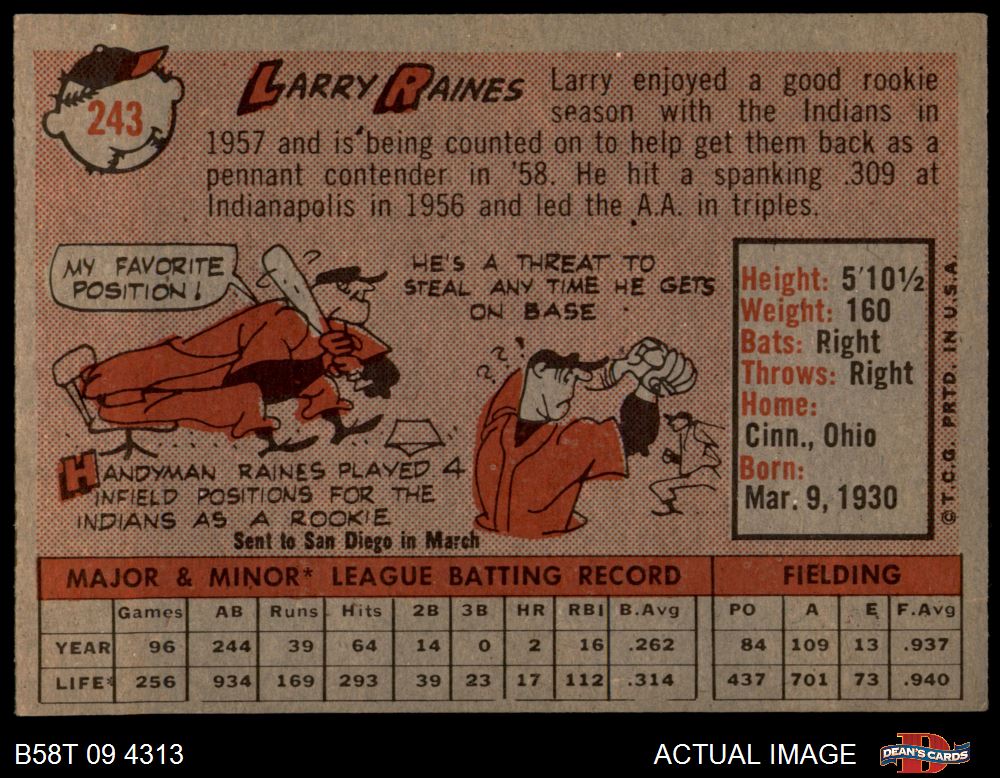 243
LARRY RAINES
Larry enjoyed a good rookie
season with the Indians in
1957 and is being counted on to help get them back as a
pennant contender in '58. He hit a spanking .309 at
Indianapolis in 1956 and led the A.A. in triples.
MY FAVORITE
POSITION!
HE'S A THREAT TO
STEAL ANY TIME HE GETS
ON BASE
?
? !
HANDYMAN RAINES PLAYED 4
INFIELD POSITIONS FOR THE
INDIANS AS A ROOKIE
Sent to San Diego in March
Height: 5'10½
Weight: 160
Bats: Right
Throws: Right
Home:
Cinn., Ohio
Born:
Mar. 9, 1930
© T.C.G. PRTD. IN U.S.A.
MAJOR & MINOR* LEAGUE BATTING RECORD FIELDING
Games AB Runs Hits 2B 3B HR RBI B.Avg PO A E F.Avg
YEAR 96 244 39 64 14 0 2 16 .262 84 109 13 .937
LIFE* 256 934 169 293 39 23 17 112 .314 437 701 73 .940
B58T 09 4313
ACTUAL IMAGE
D
DEAN'S CARDS